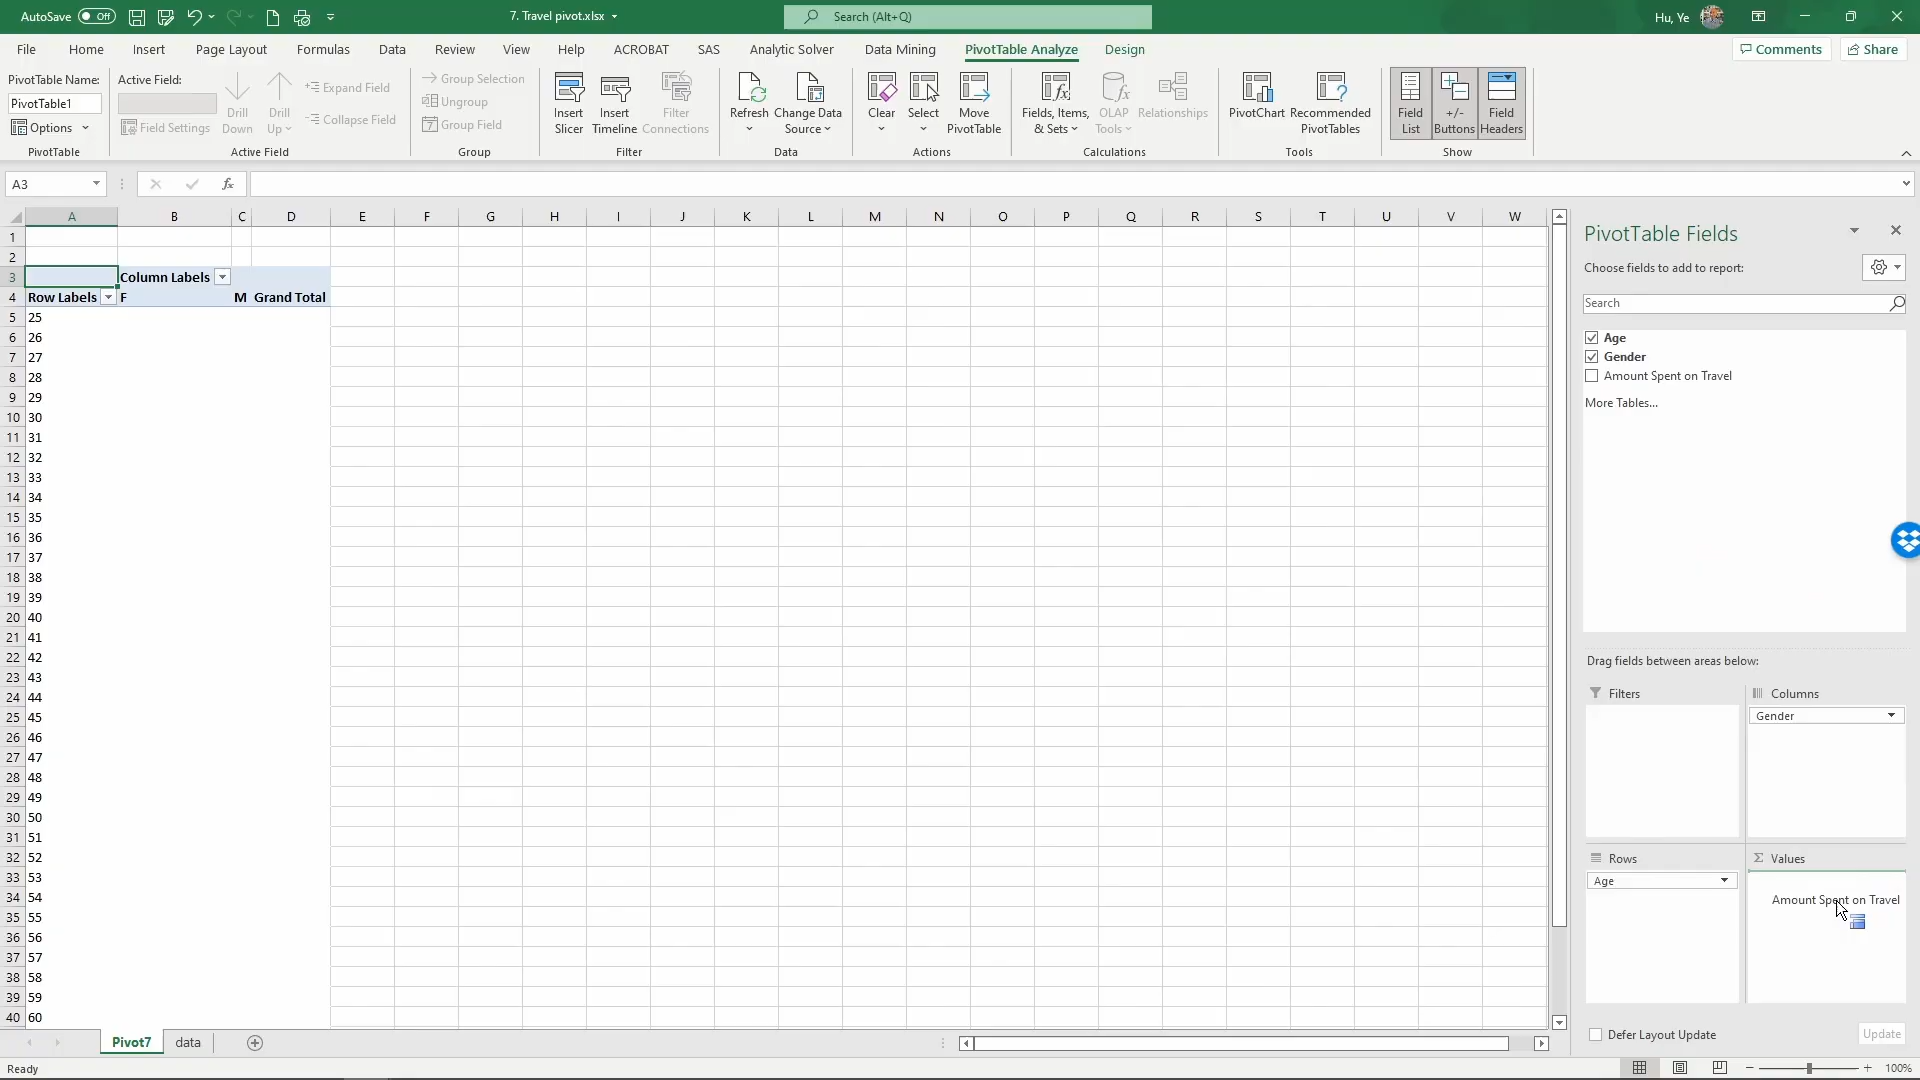 AutoSave Off 7. Travel pivot.xlsx Search (Alt+Q) Hu, Ye
File Home Insert Page Layout Formulas Data Review View Help ACROBAT SAS Analytic Solver Data Mining PivotTable Analyze Design Comments Share
PivotTable Name: Active Field:
PivotTable1
Options Field Settings
Drill Down
Drill Up
Expand Field
Collapse Field
Group Selection
Ungroup
Group Field
Insert Slicer
Insert Timeline
Filter Connections
Refresh
Change Data Source
Clear
Select
Move PivotTable
Fields, Items, & Sets
OLAP Tools
Relationships
PivotChart
Recommended PivotTables
Field List
+/- Buttons
Field Headers
PivotTable Active Field Group Filter Data Actions Calculations Tools Show
A3 fx
A B C D E F G H I J K L M N O P Q R S T U V W
1
2
3 Column Labels
4 Row Labels F M Grand Total
5 25
6 26
7 27
8 28
9 29
10 30
11 31
12 32
13 33
14 34
15 35
16 36
17 37
18 38
19 39
20 40
21 41
22 42
23 43
24 44
25 45
26 46
27 47
28 48
29 49
30 50
31 51
32 52
33 53
34 54
35 55
36 56
37 57
38 58
39 59
40 60
PivotTable Fields
Choose fields to add to report:
Search
Age
Gender
Amount Spent on Travel
More Tables...
Drag fields between areas below:
Filters Columns
Gender
Rows Values
Age
Amount Spent on Travel
Defer Layout Update Update
Pivot7 data
Ready 100%